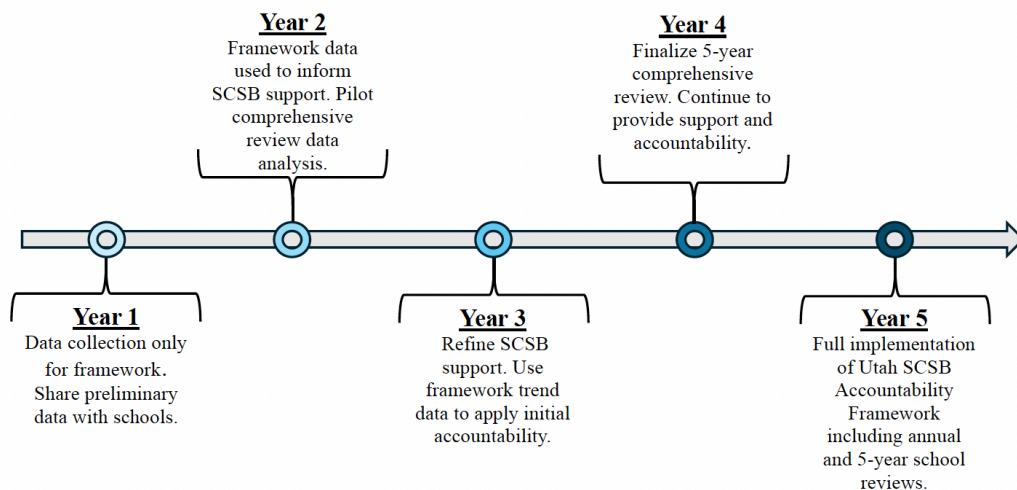 Year 1
Data collection only
for framework.
Share preliminary
data with schools.
Year 2
Framework data
used to inform
SCSB support. Pilot
comprehensive
review data
analysis.
Year 3
Refine SCSB
support. Use
framework trend
data to apply initial
accountability.
Year 4
Finalize 5-year
comprehensive
review. Continue to
provide support and
accountability.
Year 5
Full implementation
of Utah SCSB
Accountability
Framework
including annual
and 5-year school
reviews.